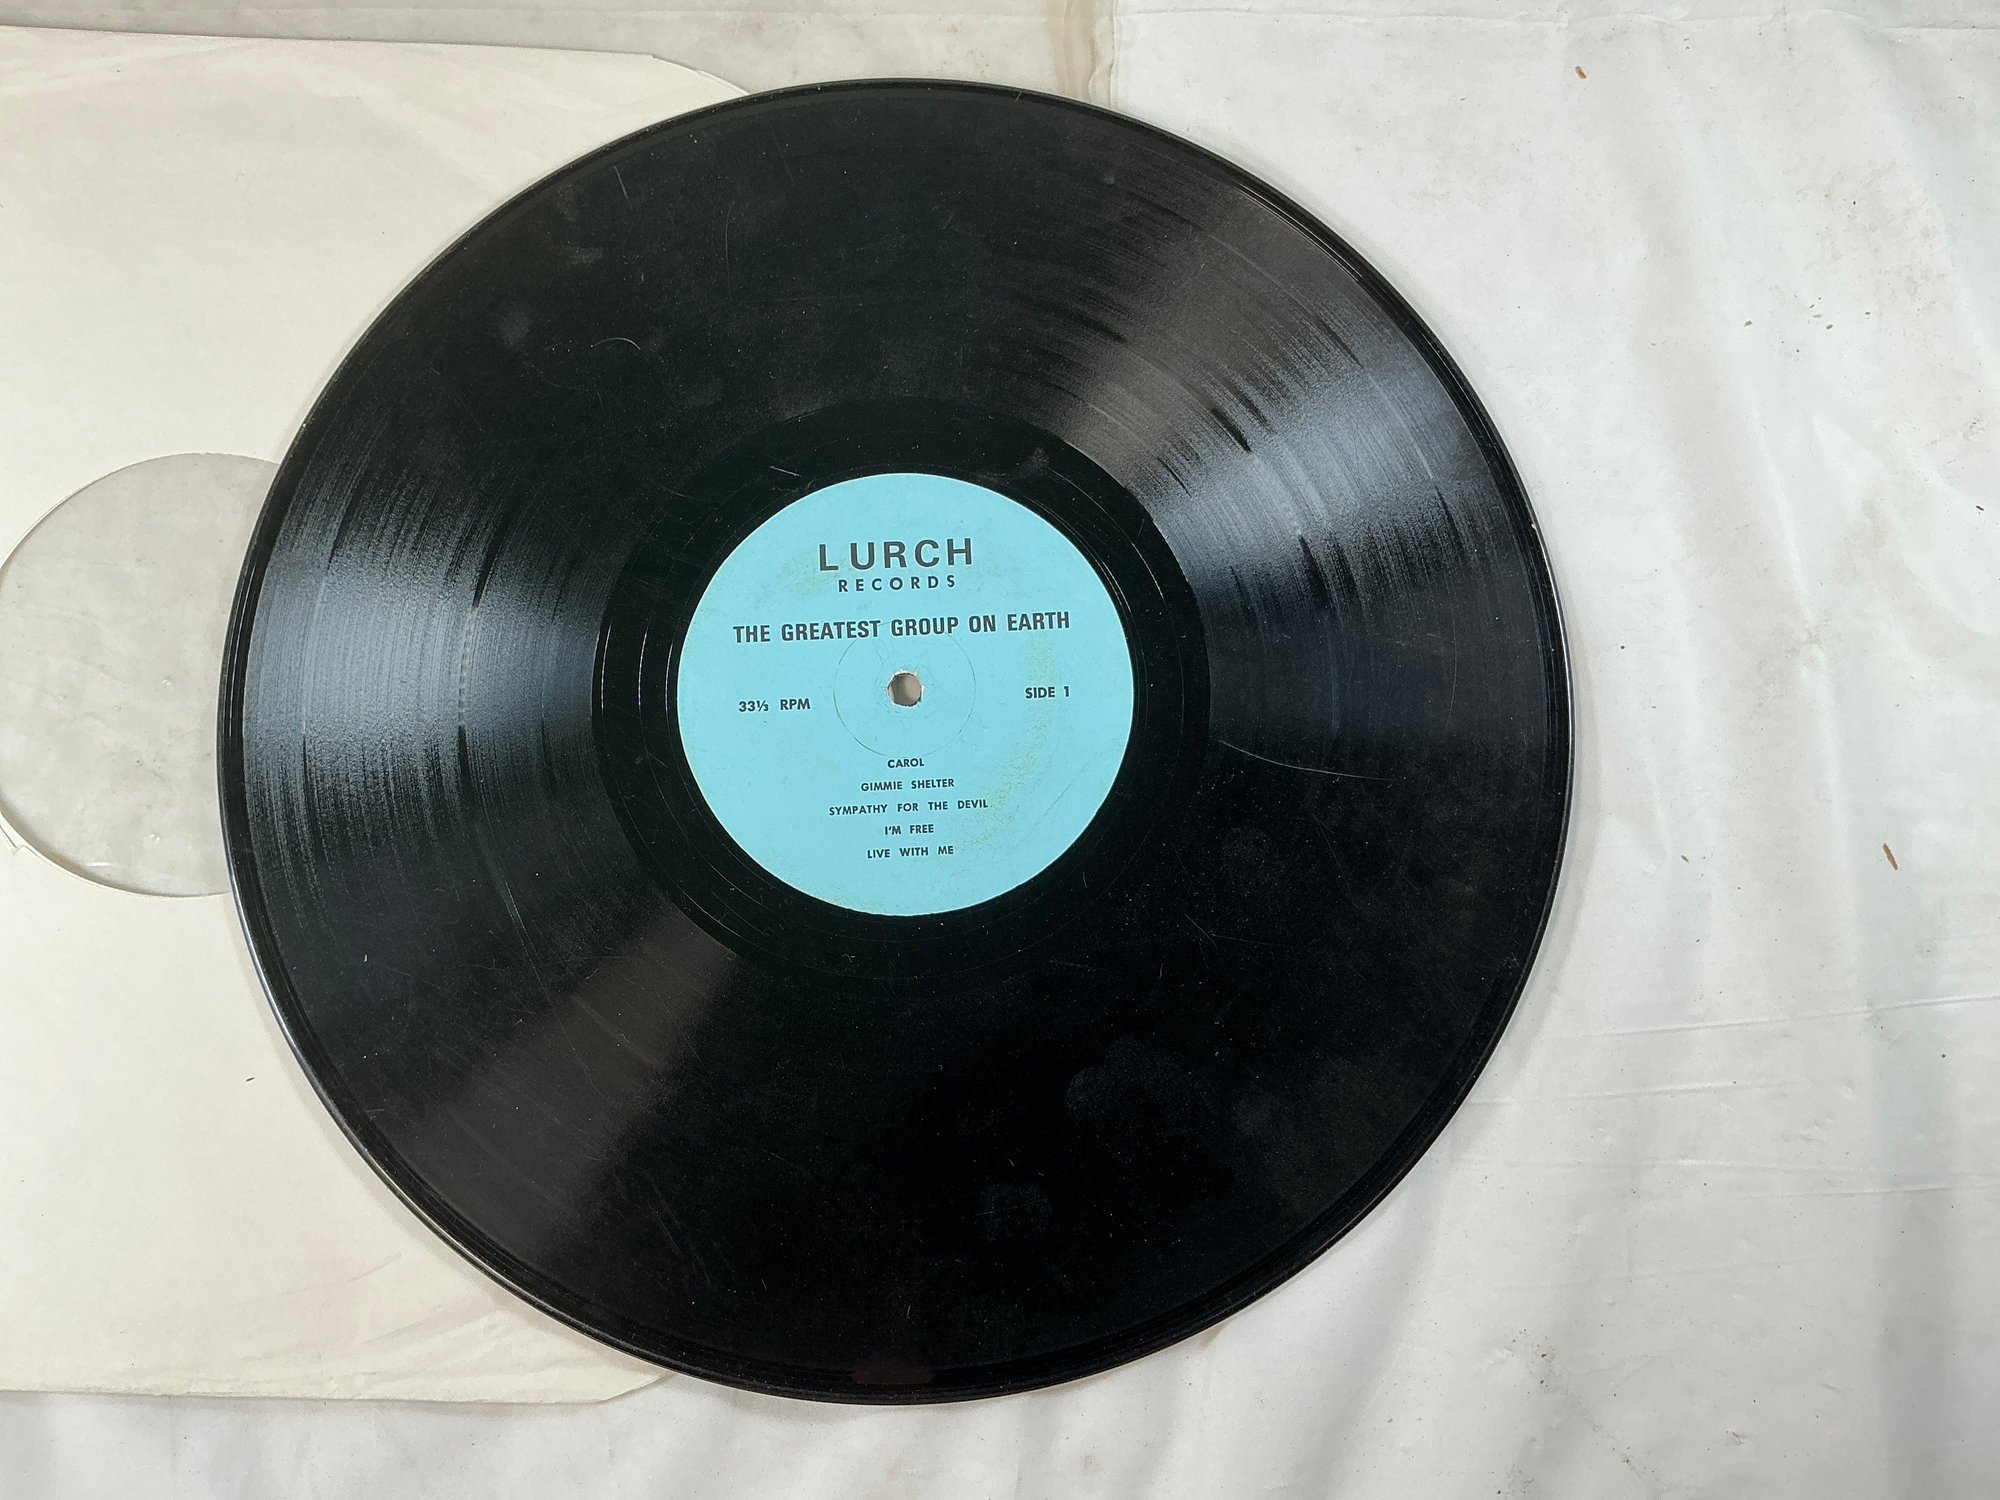 LURCH
RECORDS
THE GREATEST GROUP ON EARTH
33⅓ RPM
SIDE 1
CAROL
GIMMIE SHELTER
SYMPATHY FOR THE DEVIL
I'M FREE
LIVE WITH ME